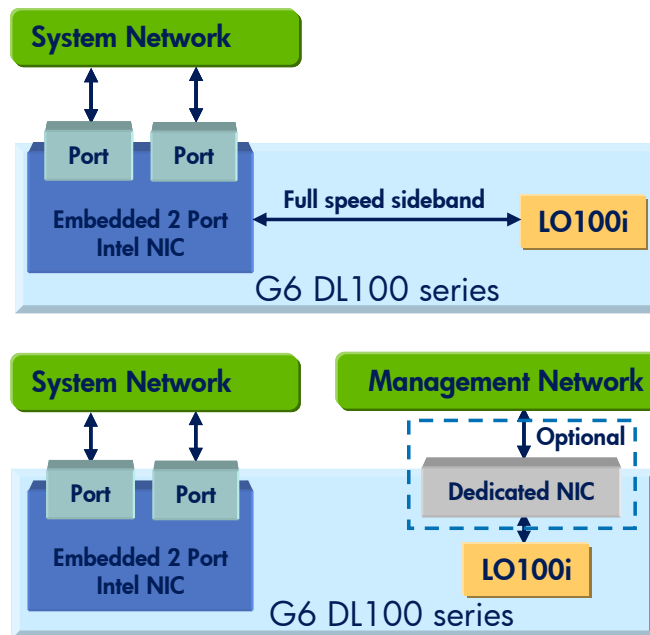 System Network
Port
Port
Full speed sideband
Embedded 2 Port
Intel NIC
LO100i
G6 DL100 series
System Network
Management Network
Optional
Port
Port
Dedicated NIC
Embedded 2 Port
Intel NIC
LO100i
G6 DL100 series